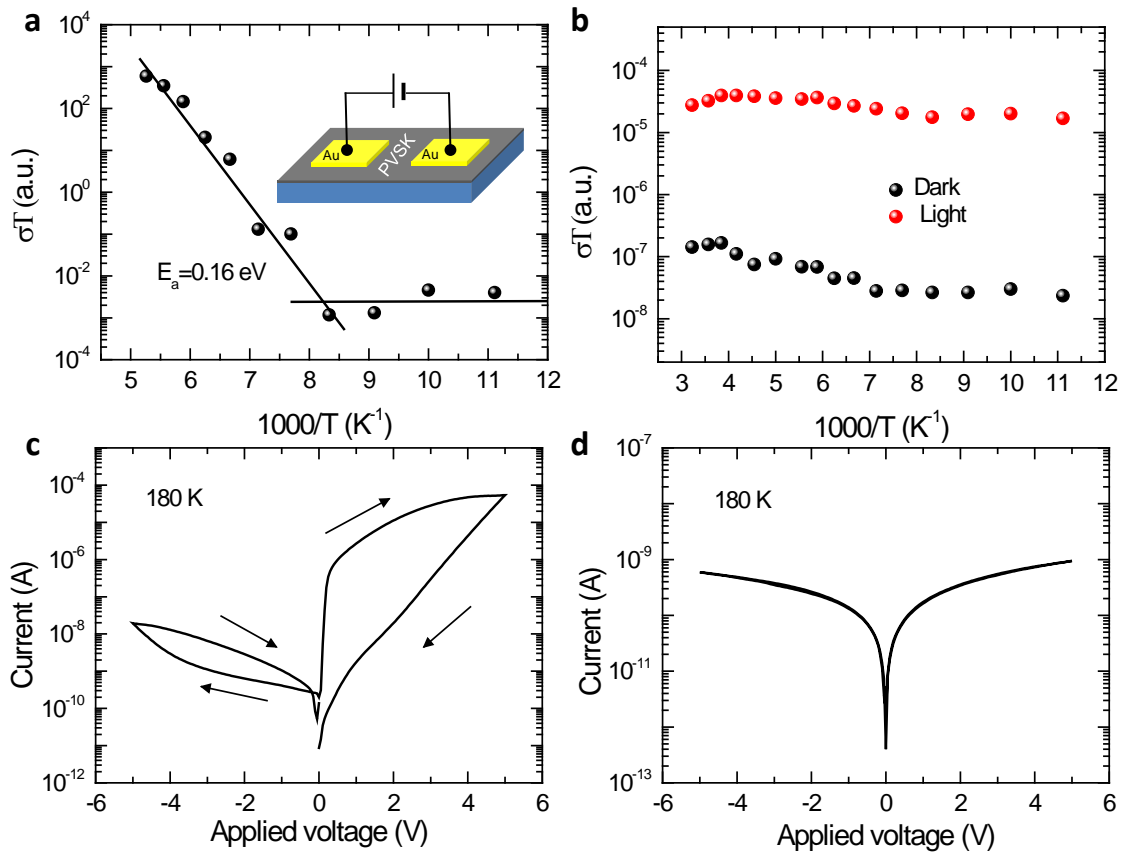 a
σT (a.u.)
10^4
10^2
10^0
10^-2
10^-4
Au
PVSK
Au
E_a=0.16 eV
5 6 7 8 9 10 11 12
1000/T (K^-1)
b
σT (a.u.)
10^-4
10^-5
10^-6
10^-7
10^-8
Dark
Light
3 4 5 6 7 8 9 10 11 12
1000/T (K^-1)
c
Current (A)
10^-4
10^-6
10^-8
10^-10
10^-12
180 K
-6 -4 -2 0 2 4 6
Applied voltage (V)
d
Current (A)
10^-7
10^-9
10^-11
10^-13
180 K
-6 -4 -2 0 2 4 6
Applied voltage (V)